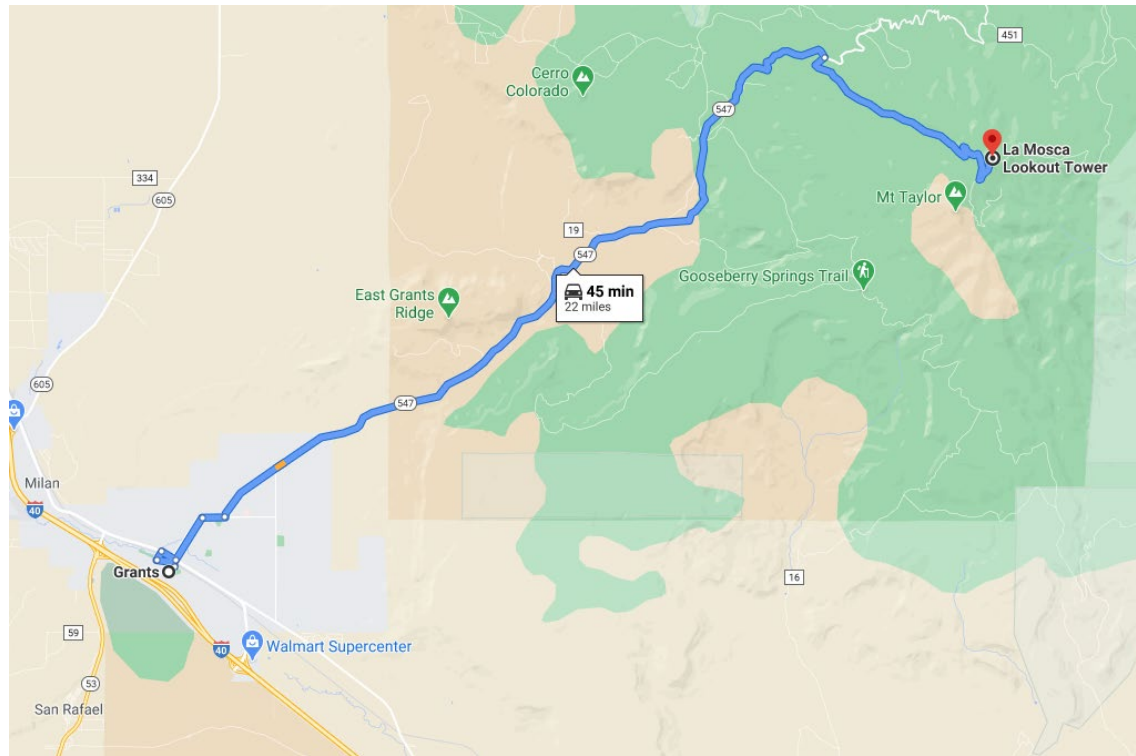 451
Cerro
Colorado
547
La Mosca
Lookout Tower
334
605
Mt Taylor
19
547
Gooseberry Springs Trail
45 min
22 miles
East Grants
Ridge
605
547
Milan
40
Grants
16
59
40
Walmart Supercenter
53
San Rafael